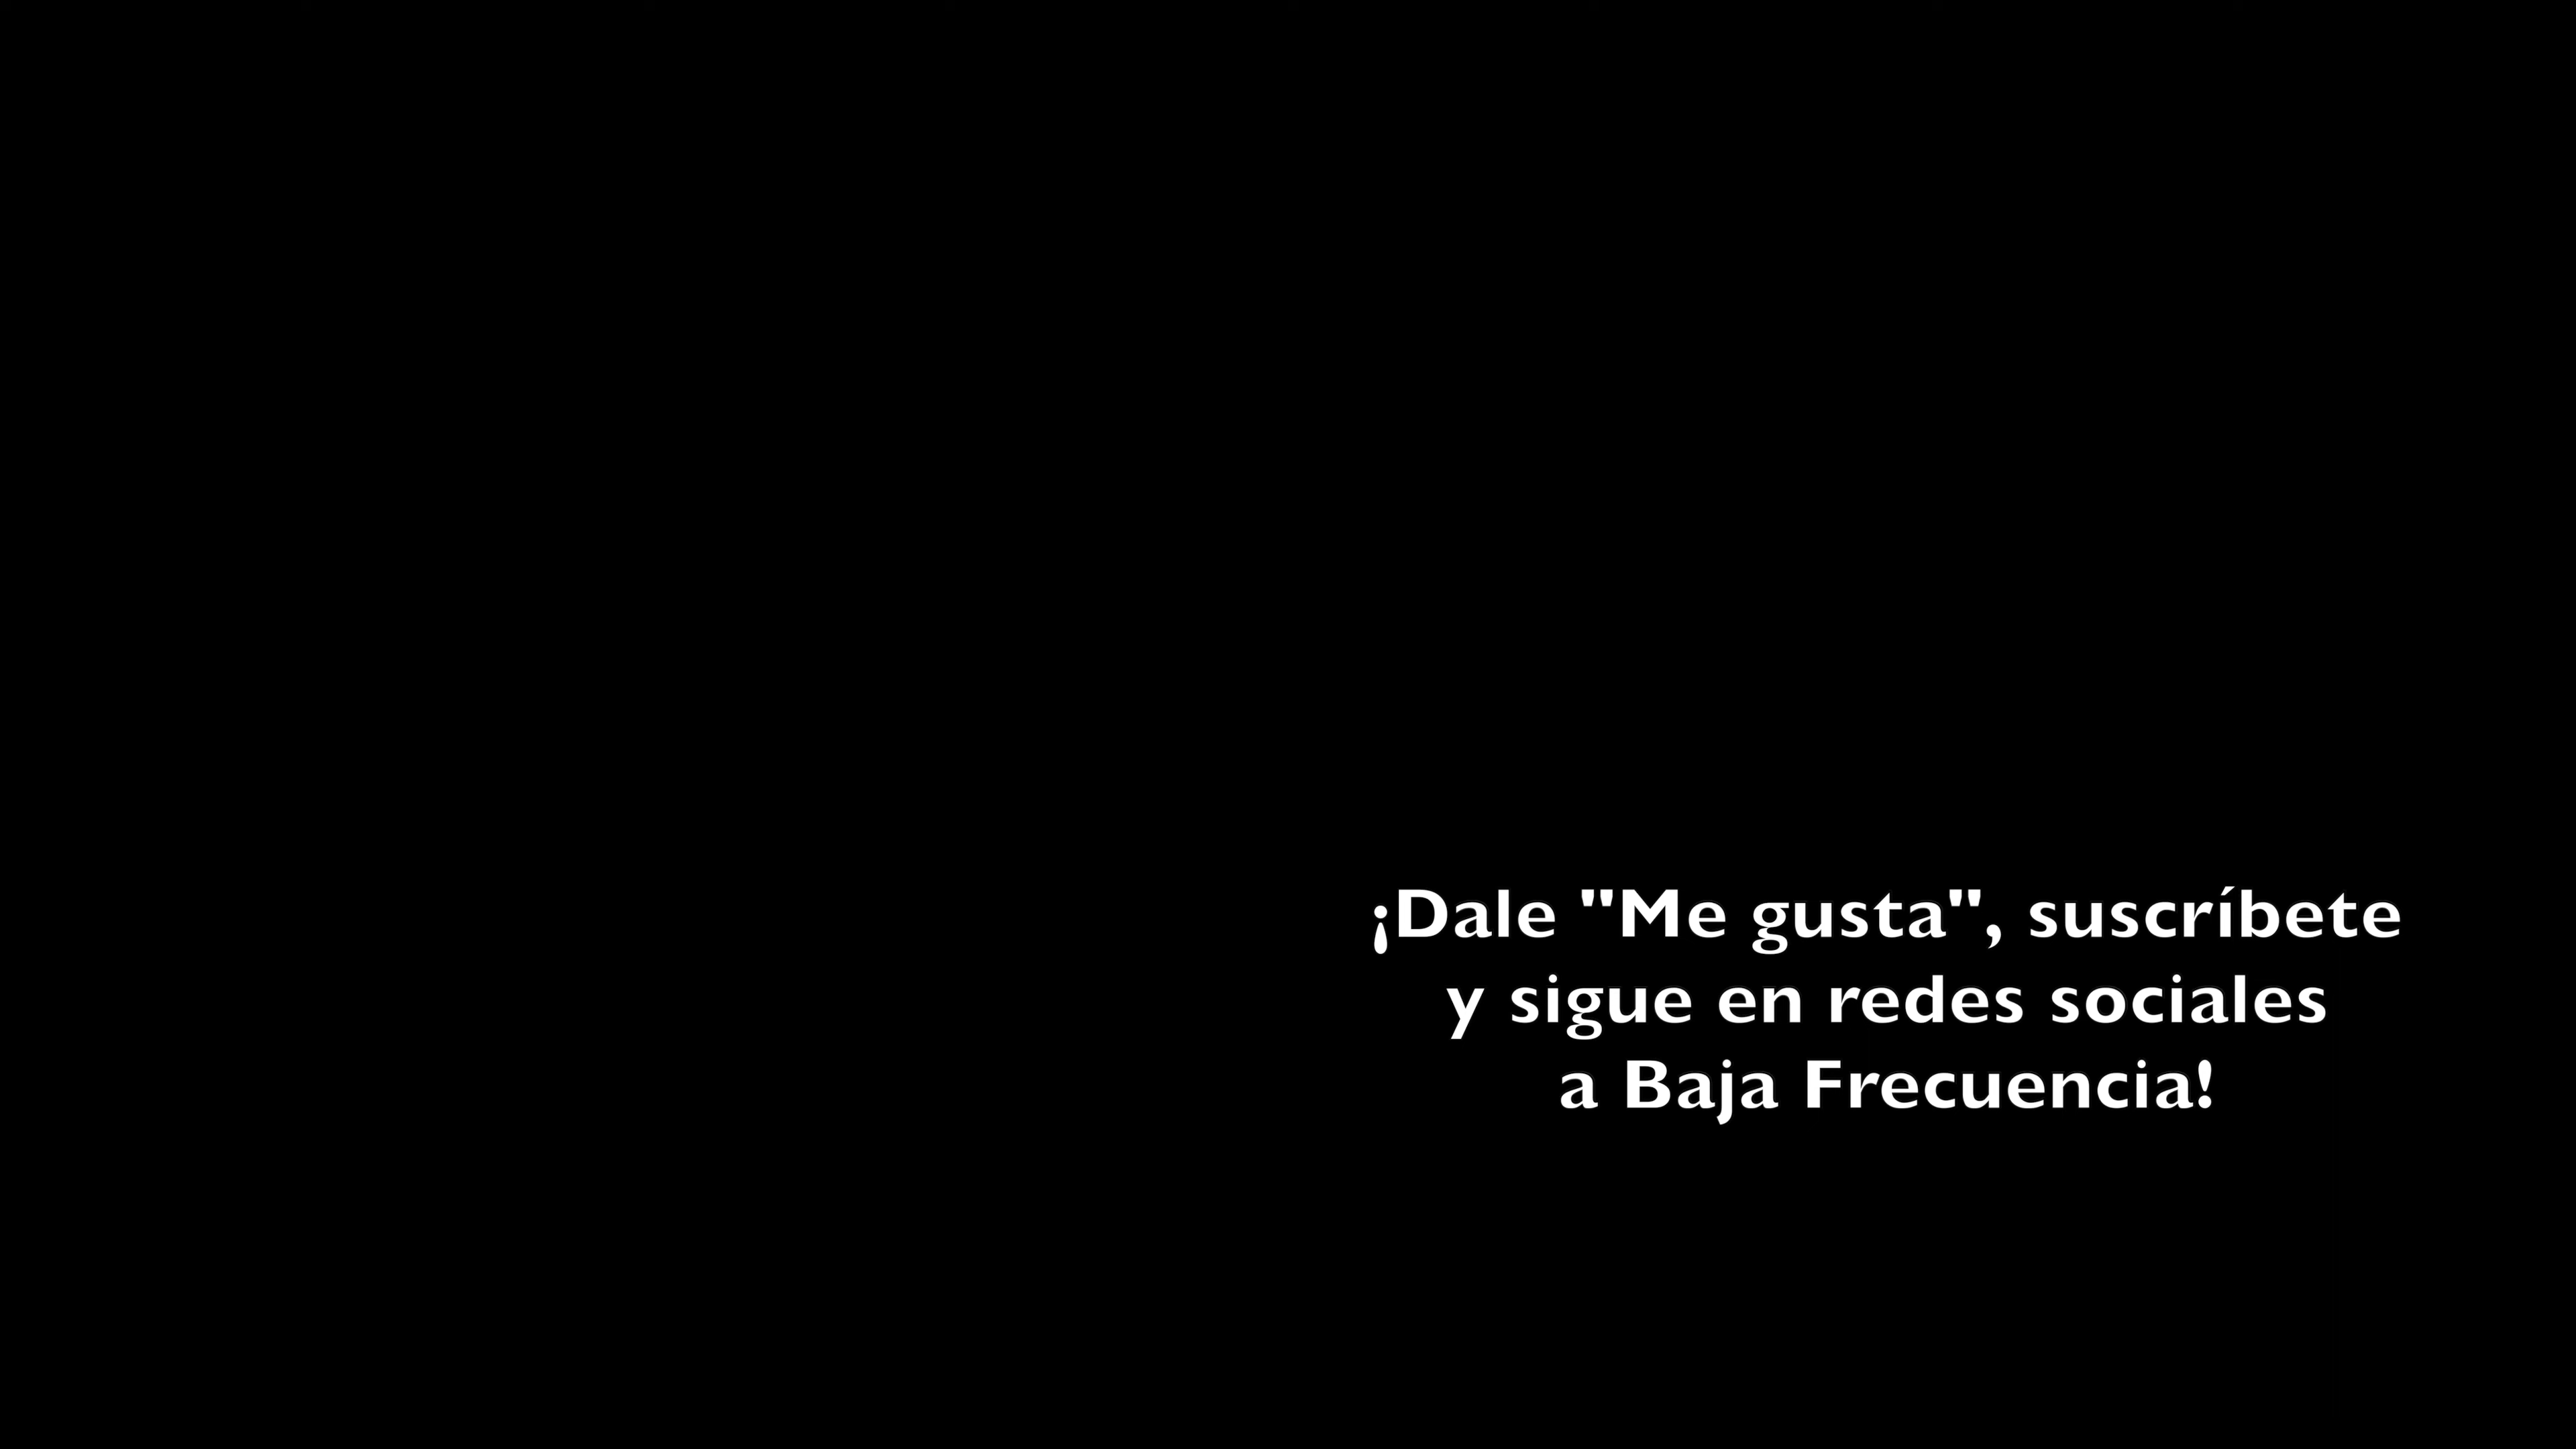 ¡Dale "Me gusta", suscríbete
y sigue en redes sociales
a Baja Frecuencia!